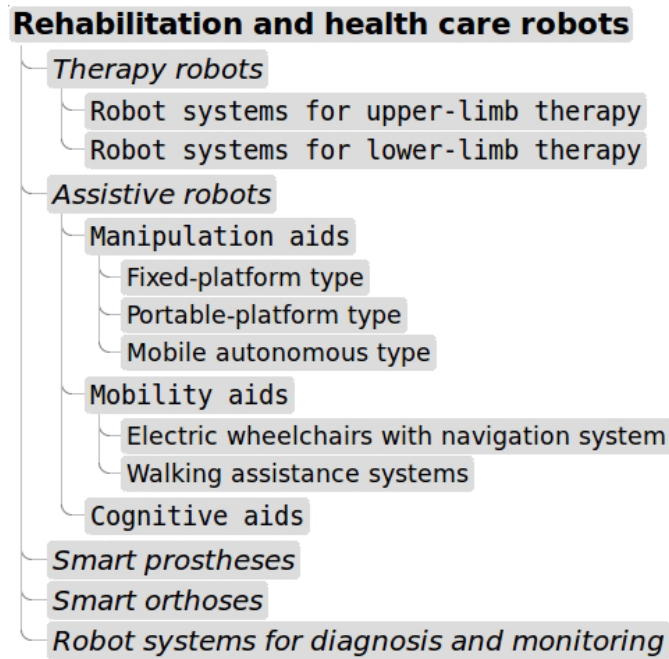 Rehabilitation and health care robots
Therapy robots
Robot systems for upper-limb therapy
Robot systems for lower-limb therapy
Assistive robots
Manipulation aids
Fixed-platform type
Portable-platform type
Mobile autonomous type
Mobility aids
Electric wheelchairs with navigation system
Walking assistance systems
Cognitive aids
Smart prostheses
Smart orthoses
Robot systems for diagnosis and monitoring